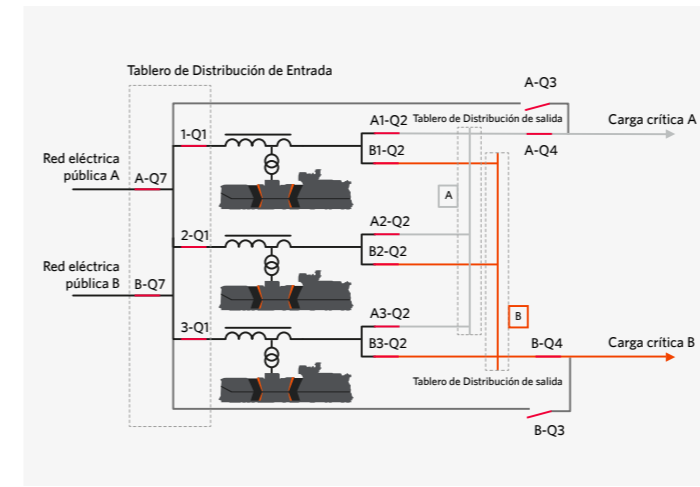 Tablero de Distribución de Entrada
A-Q3
1-Q1
A1-Q2
Tablero de Distribución de salida
Carga crítica A
B1-Q2
A-Q4
Red eléctrica
pública A
A-Q7
A
2-Q1
A2-Q2
B2-Q2
Red eléctrica
pública B
B-Q7
3-Q1
A3-Q2
B
B3-Q2
B-Q4
Carga crítica B
Tablero de Distribución de salida
B-Q3